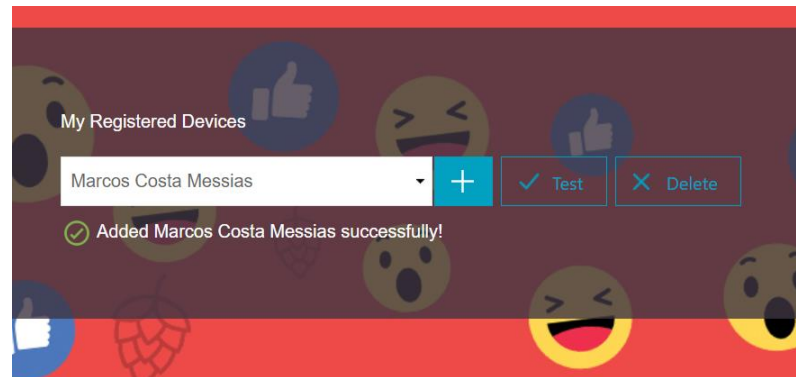 My Registered Devices
Marcos Costa Messias
Test
Delete
Added Marcos Costa Messias successfully!